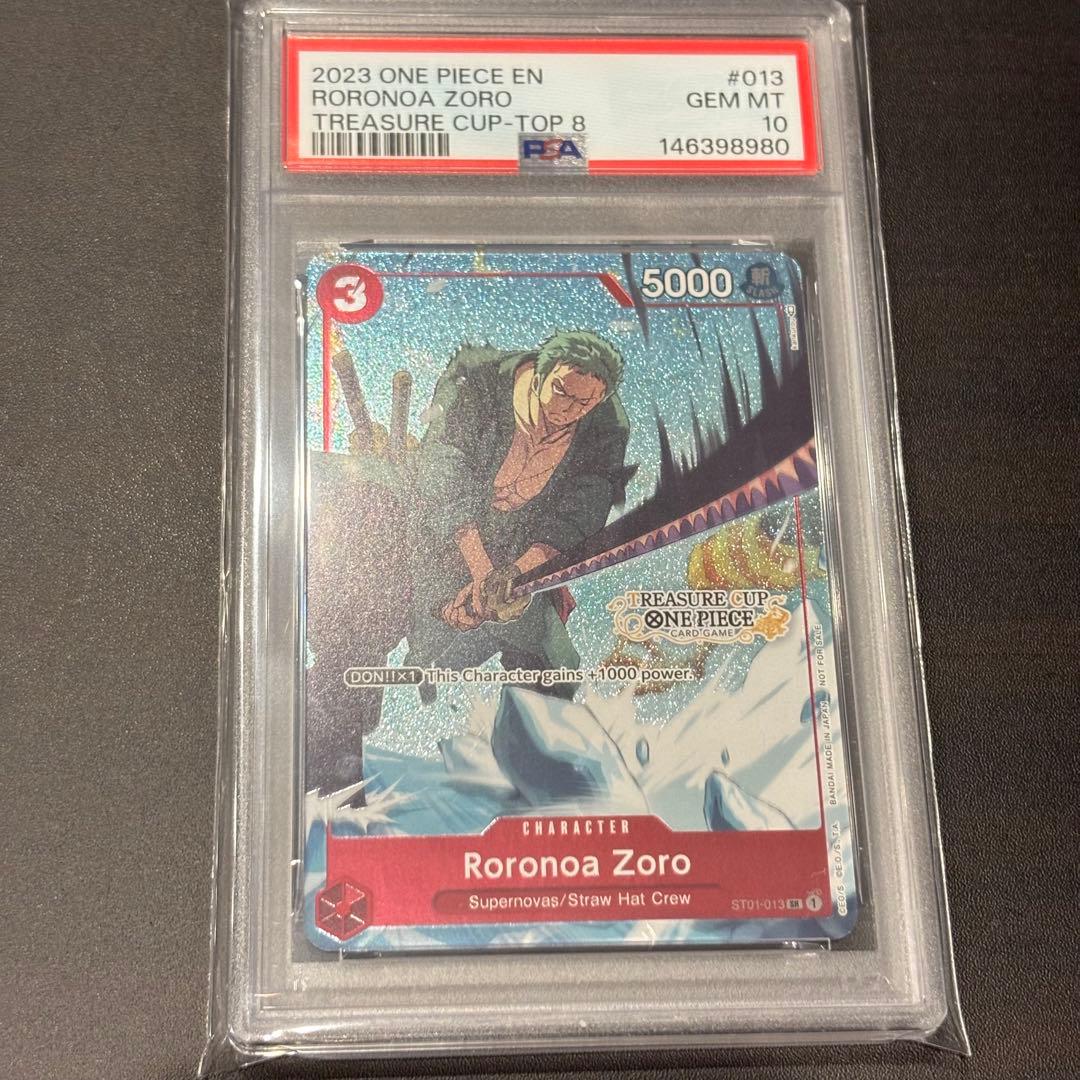 2023 ONE PIECE EN #013
RORONOA ZORO GEM MT
TREASURE CUP-TOP 8 10
PSA 146398980
3 5000 斬
SLASH
TREASURE CUP
ONE PIECE
CARD GAME
DON!!×1 This Character gains +1000 power.
CHARACTER
Roronoa Zoro
Supernovas/Straw Hat Crew
ST01-013 SR 1
©E.O./S., T.A. BANDAI MADE IN JAPAN NOT FOR SALE